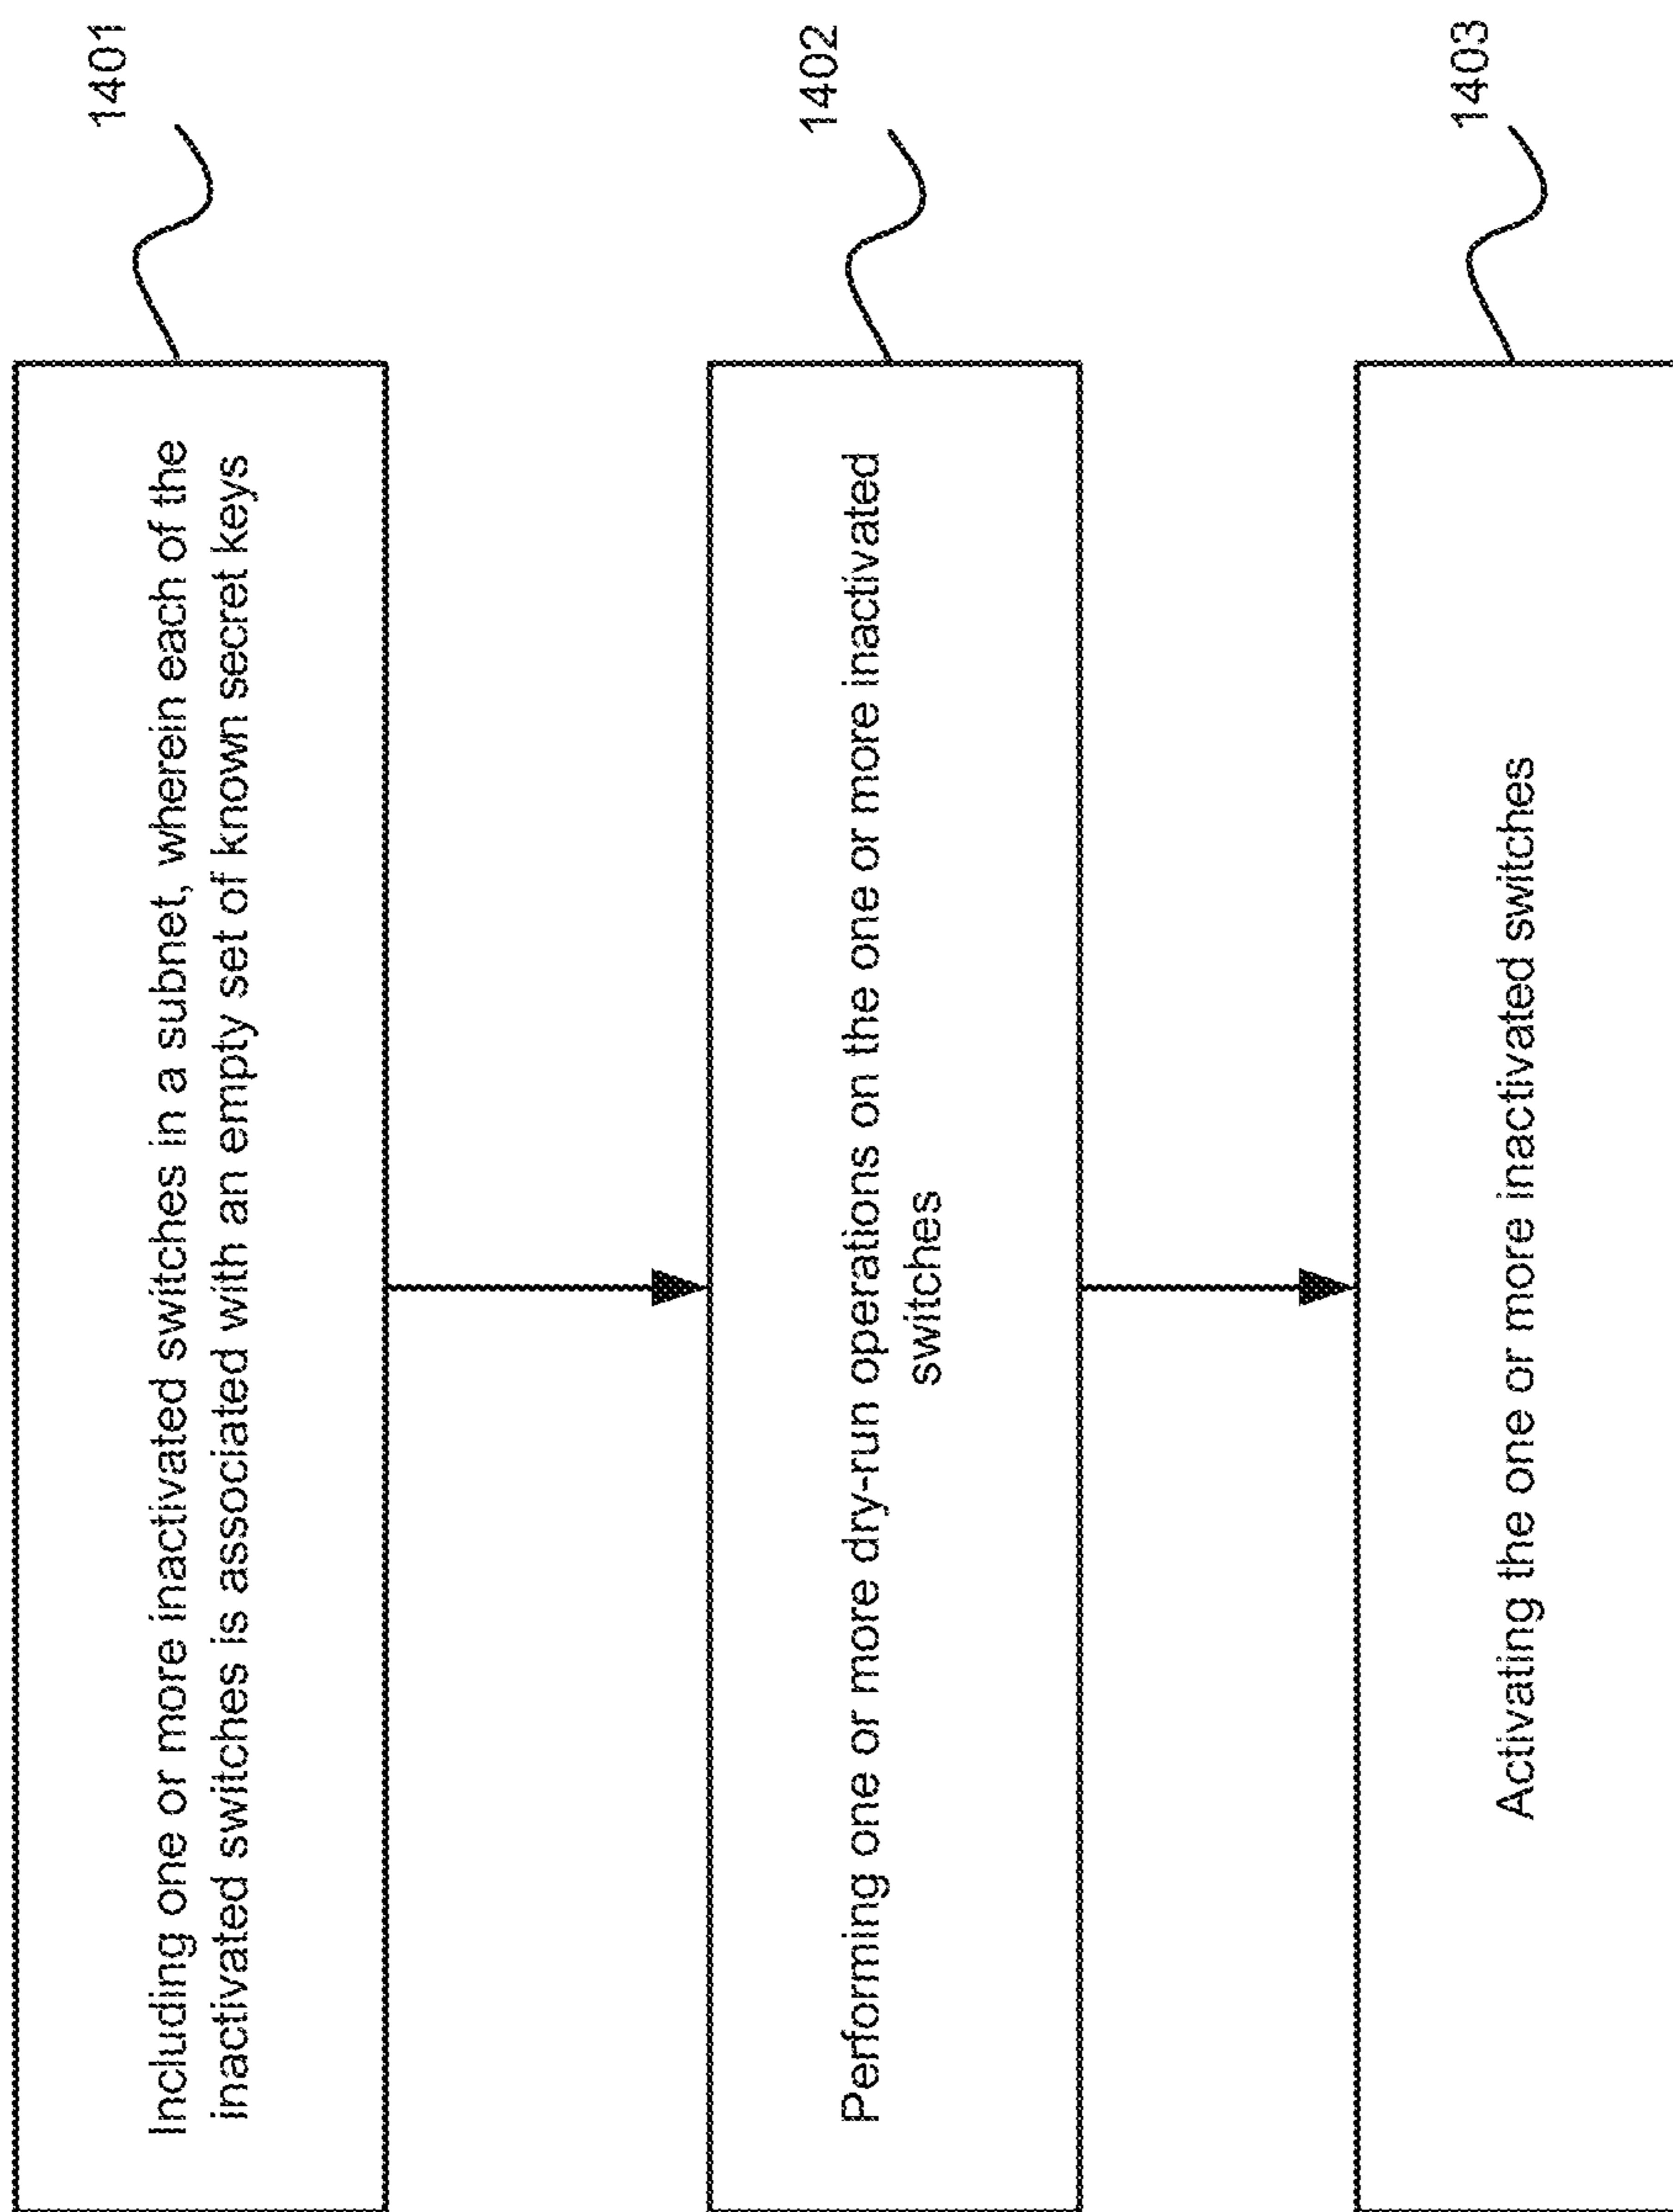 Including one or more inactivated switches in a subnet, wherein each of the
inactivated switches is associated with an empty set of known secret keys
1401
Performing one or more dry-run operations on the one or more inactivated
switches
1402
Activating the one or more inactivated switches
1403